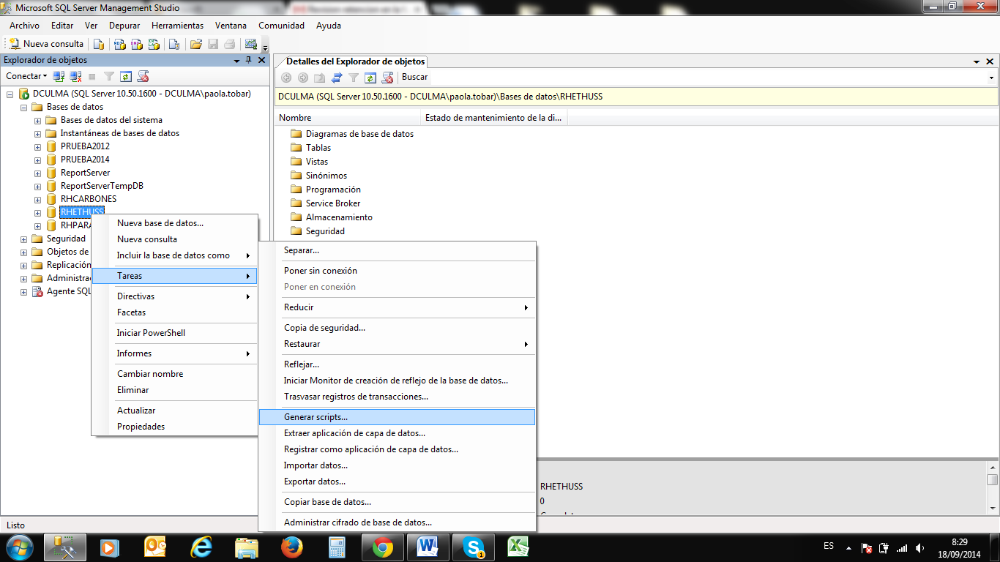 Microsoft SQL Server Management Studio
Archivo Editar Ver Depurar Herramientas Ventana Comunidad Ayuda
Nueva consulta
Explorador de objetos
Conectar
DCULMA (SQL Server 10.50.1600 - DCULMA\paola.tobar)
Bases de datos
Bases de datos del sistema
Instantáneas de bases de datos
PRUEBA2012
PRUEBA2014
ReportServer
ReportServerTempDB
RHCARBONES
RHETHUSS
RHPARA
Seguridad
Objetos de
Replicación
Administrac
Agente SQL
Nueva base de datos...
Nueva consulta
Incluir la base de datos como
Tareas
Directivas
Facetas
Iniciar PowerShell
Informes
Cambiar nombre
Eliminar
Actualizar
Propiedades
Separar...
Poner sin conexión
Poner en conexión
Reducir
Copia de seguridad...
Restaurar
Reflejar...
Iniciar Monitor de creación de reflejo de la base de datos...
Trasvasar registros de transacciones...
Generar scripts...
Extraer aplicación de capa de datos...
Registrar como aplicación de capa de datos...
Importar datos...
Exportar datos...
Copiar base de datos...
Administrar cifrado de base de datos...
Detalles del Explorador de objetos
Buscar
DCULMA (SQL Server 10.50.1600 - DCULMA\paola.tobar)\Bases de datos\RHETHUSS
Nombre Estado de mantenimiento de la di...
Diagramas de base de datos
Tablas
Vistas
Sinónimos
Programación
Service Broker
Almacenamiento
Seguridad
RHETHUSS
0
Listo
ES
8:29
18/09/2014